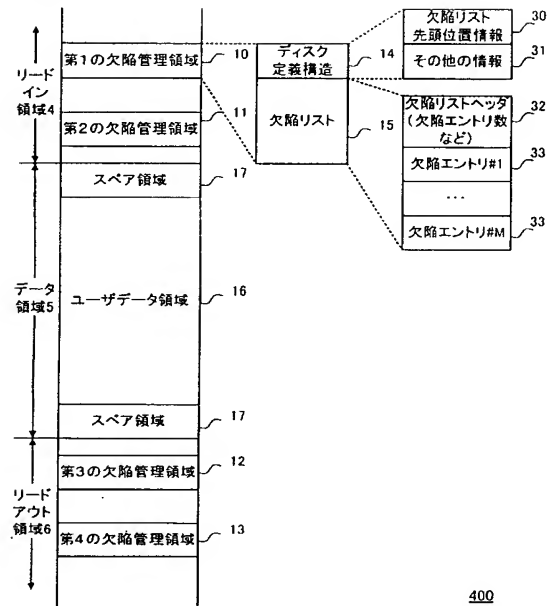 リード
イン
領域4
データ
領域5
リード
アウト
領域6
第1の欠陥管理領域
10
第2の欠陥管理領域
11
スペア領域
17
ユーザデータ領域
16
スペア領域
17
第3の欠陥管理領域
12
第4の欠陥管理領域
13
ディスク
定義構造
14
欠陥リスト
15
欠陥リスト
先頭位置情報
30
その他の情報
31
欠陥リストヘッダ
(欠陥エントリ数
など)
32
欠陥エントリ#1
33
...
欠陥エントリ#M
33
400